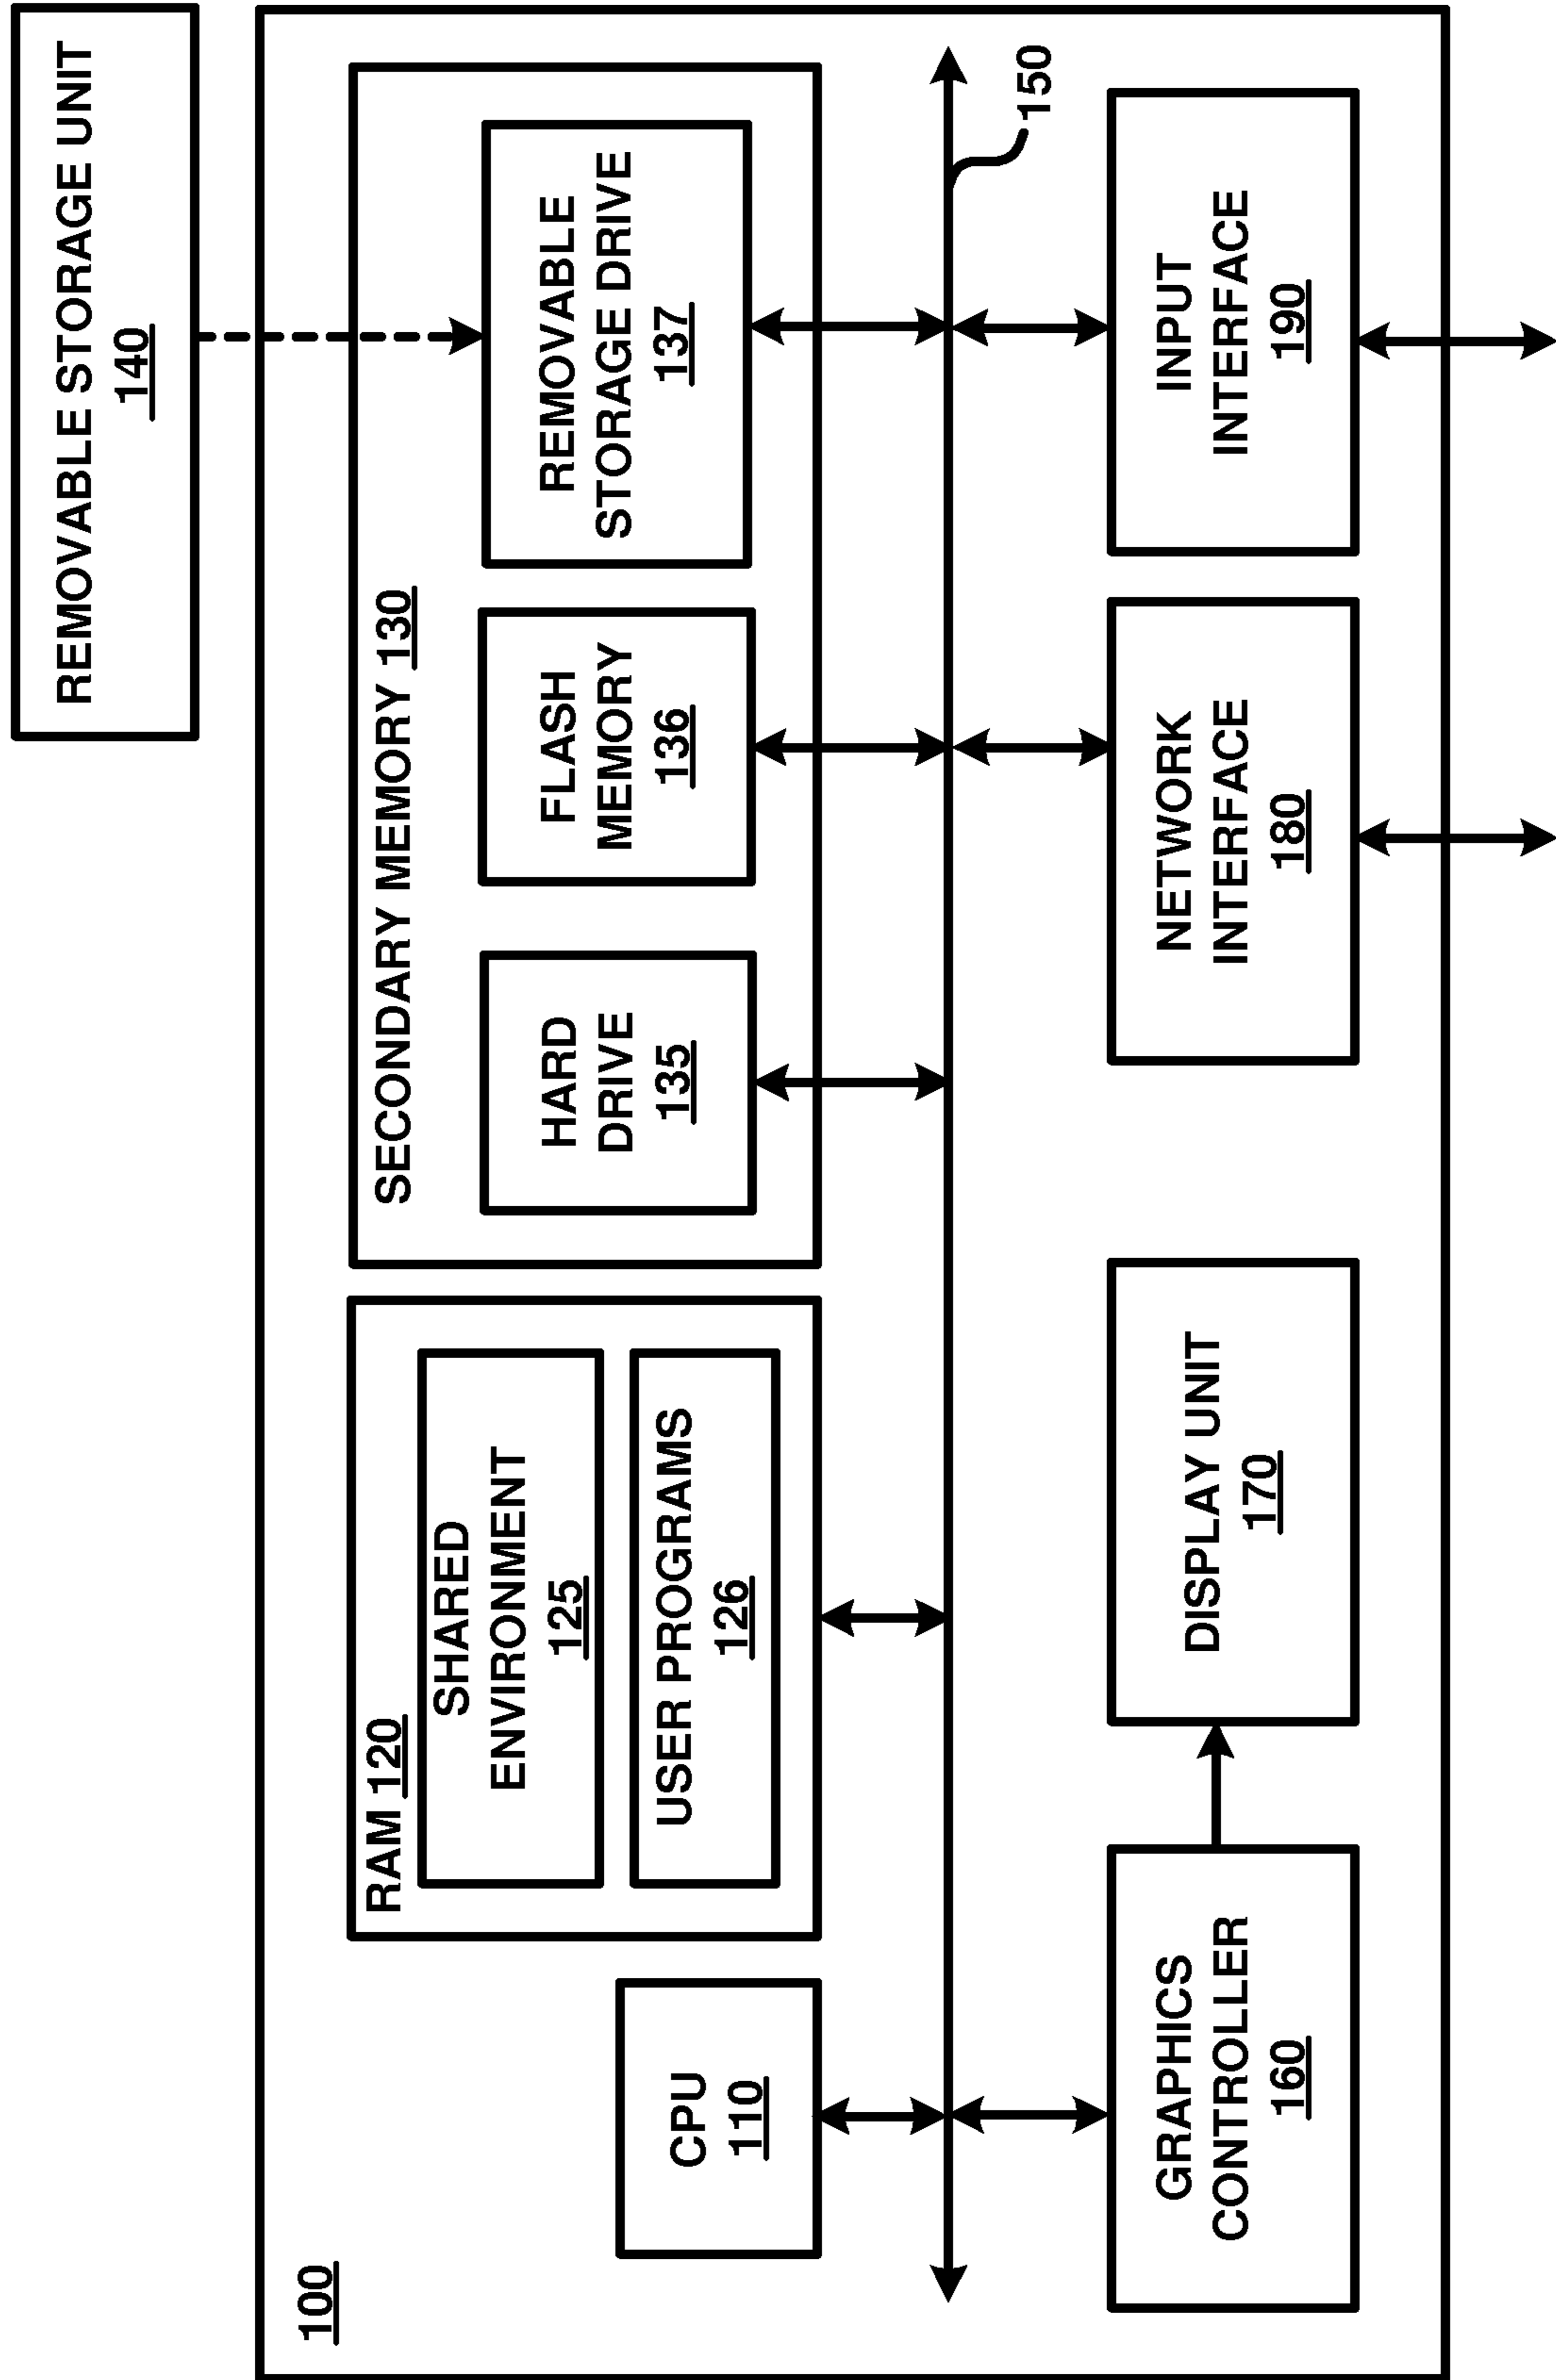 REMOVABLE STORAGE UNIT
140
100
RAM 120
SHARED
ENVIRONMENT
125
USER PROGRAMS
126
SECONDARY MEMORY 130
HARD
DRIVE
135
FLASH
MEMORY
136
REMOVABLE
STORAGE DRIVE
137
CPU
110
150
GRAPHICS
CONTROLLER
160
DISPLAY UNIT
170
NETWORK
INTERFACE
180
INPUT
INTERFACE
190